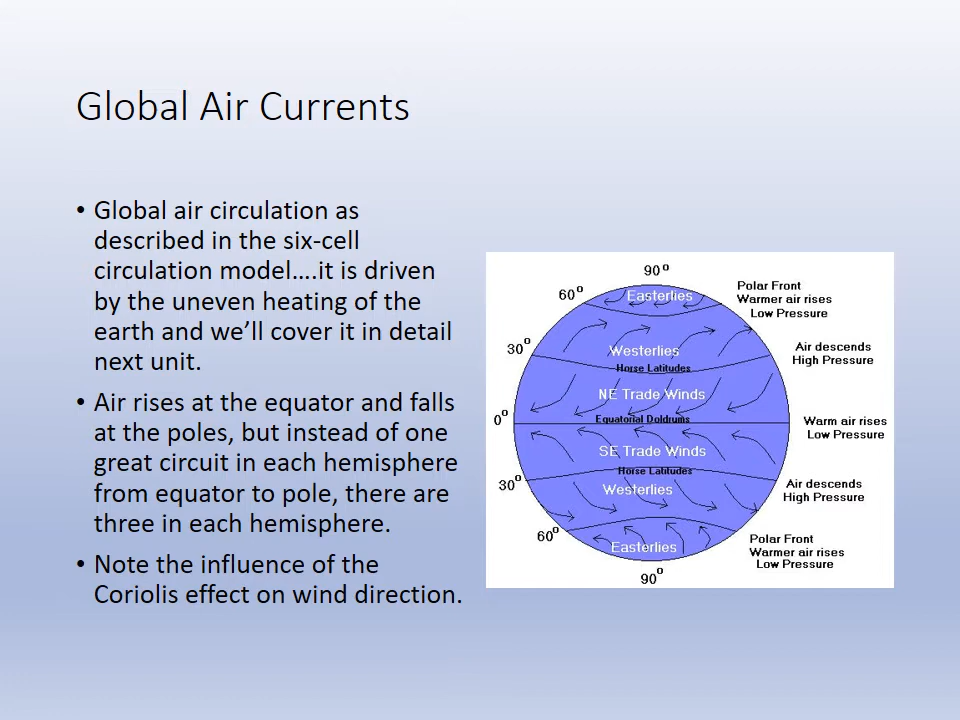 Global Air Currents
• Global air circulation as
described in the six-cell
circulation model….it is driven
by the uneven heating of the
earth and we’ll cover it in detail
next unit.
• Air rises at the equator and falls
at the poles, but instead of one
great circuit in each hemisphere
from equator to pole, there are
three in each hemisphere.
• Note the influence of the
Coriolis effect on wind direction.
90°
60°
Easterlies
Polar Front
Warmer air rises
Low Pressure
30°
Westerlies
Air descends
High Pressure
Horse Latitudes
NE Trade Winds
0°
Equatorial Doldrums
Warm air rises
Low Pressure
SE Trade Winds
Horse Latitudes
30°
Westerlies
Air descends
High Pressure
60°
Easterlies
Polar Front
Warmer air rises
Low Pressure
90°